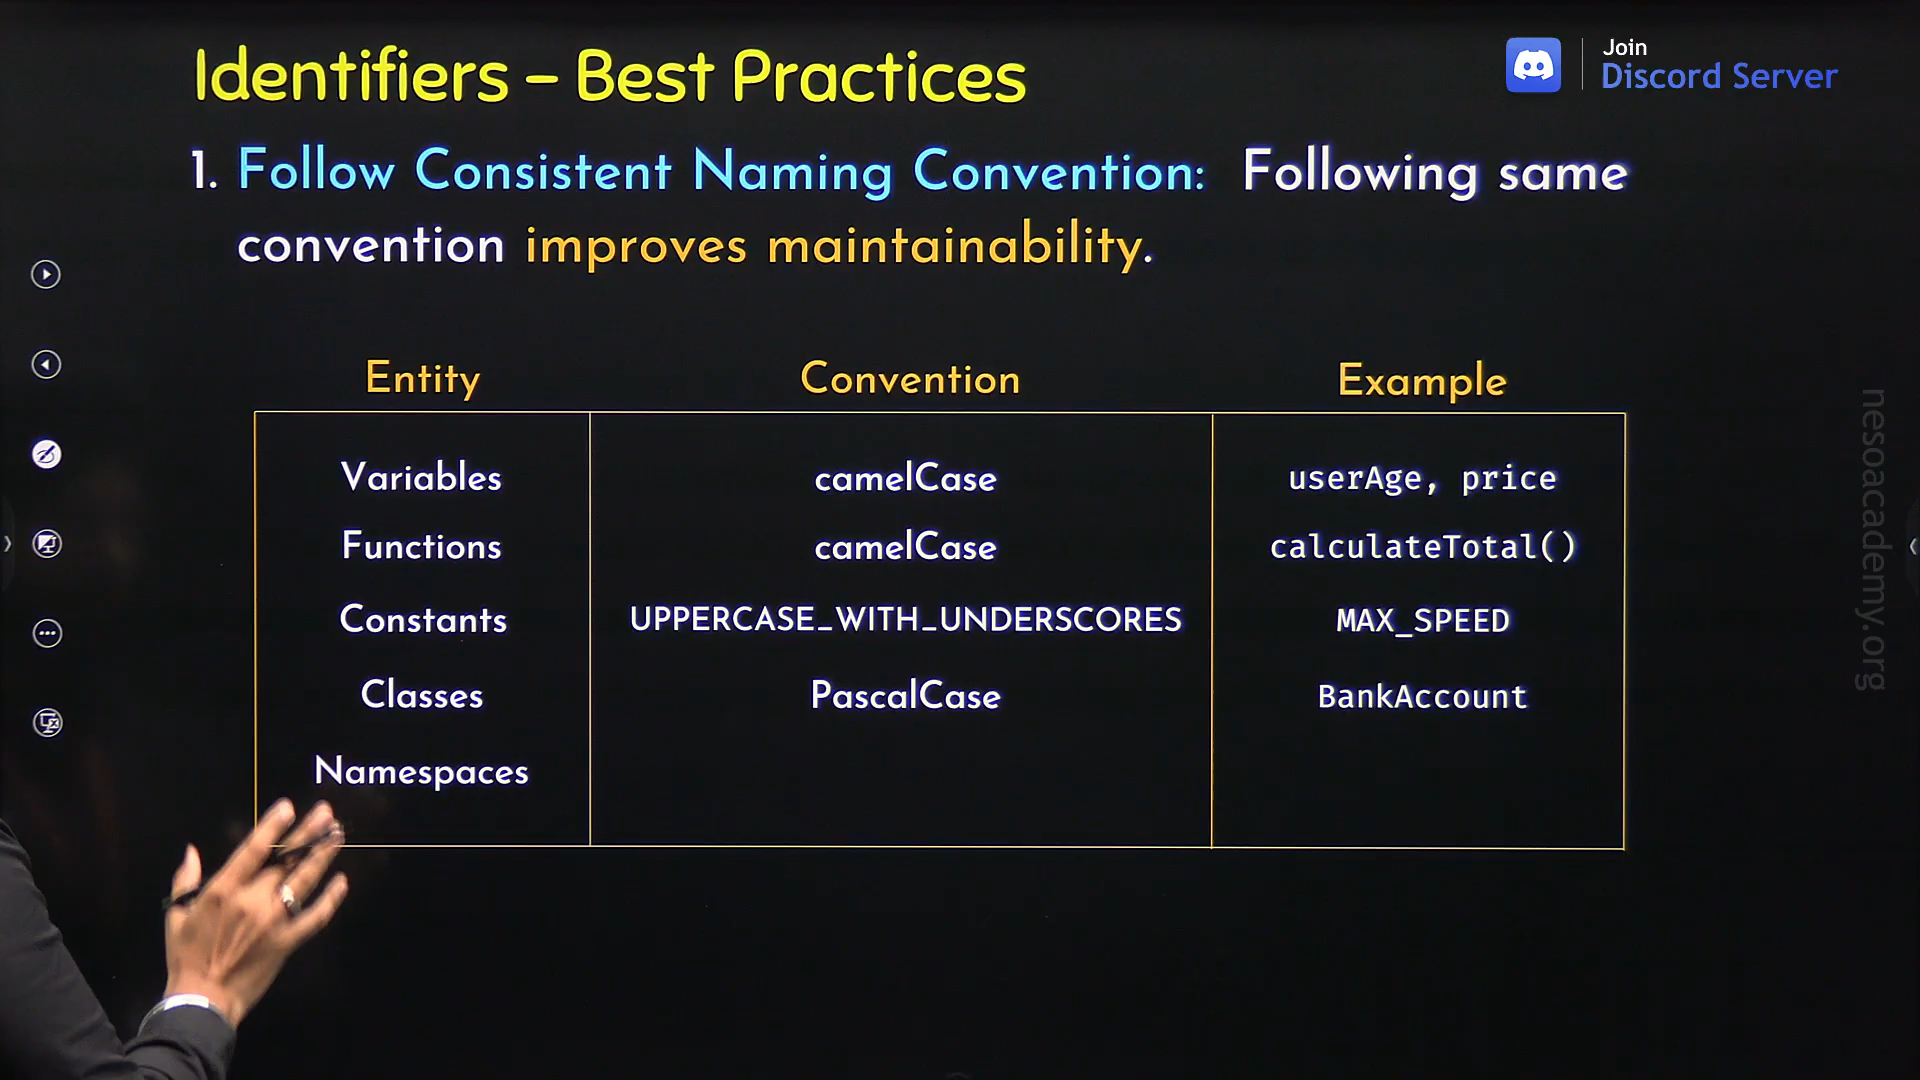 Identifiers – Best Practices
Join
Discord Server
1. Follow Consistent Naming Convention: Following same
convention improves maintainability.
Entity Convention Example
Variables camelCase userAge, price
Functions camelCase calculateTotal()
Constants UPPERCASE_WITH_UNDERSCORES MAX_SPEED
Classes PascalCase BankAccount
Namespaces
nesoacademy.org